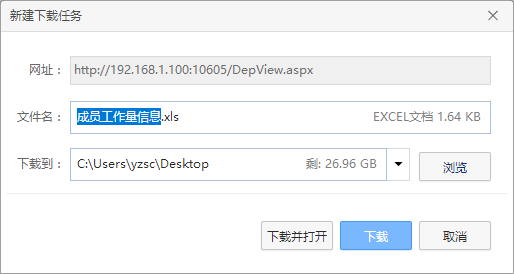 新建下载任务
网址： http://192.168.1.100:10605/DepView.aspx
文件名： 成员工作量信息.xls EXCEL文档 1.64 KB
下载到： C:\Users\yzsc\Desktop 剩: 26.96 GB 浏览
下载并打开 下载 取消